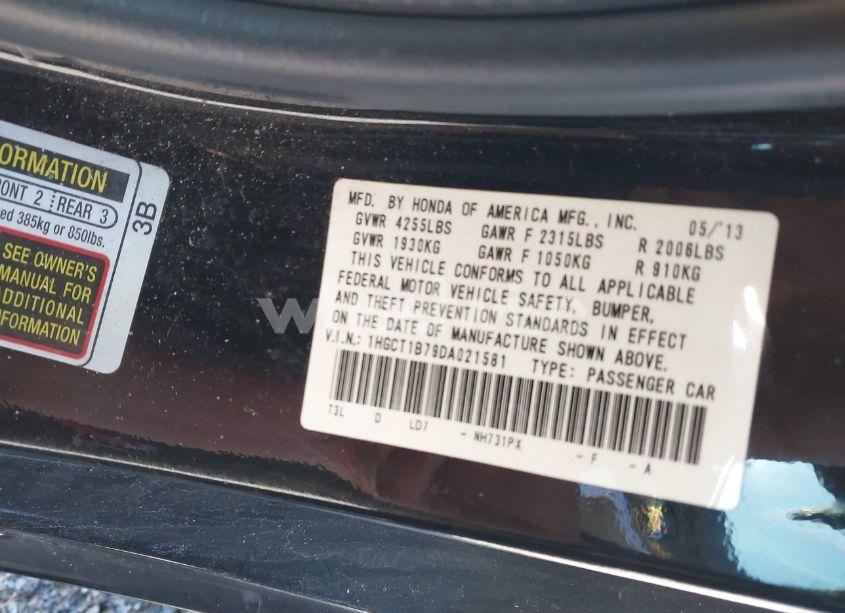 ORMATION
ONT 2 REAR 3
ed 385kg or 850lbs.
SEE OWNER'S
MANUAL FOR
ADDITIONAL
INFORMATION
3B
MFD. BY HONDA OF AMERICA MFG., INC. 05/'13
GVWR 4255LBS GAWR F 2315LBS R 2006LBS
GVWR 1930KG GAWR F 1050KG R 910KG
THIS VEHICLE CONFORMS TO ALL APPLICABLE
FEDERAL MOTOR VEHICLE SAFETY, BUMPER,
AND THEFT PREVENTION STANDARDS IN EFFECT
ON THE DATE OF MANUFACTURE SHOWN ABOVE.
V.I.N.: 1HGCT1B79DA021581 TYPE: PASSENGER CAR
T3L D LD7 - NH731PX - F - A